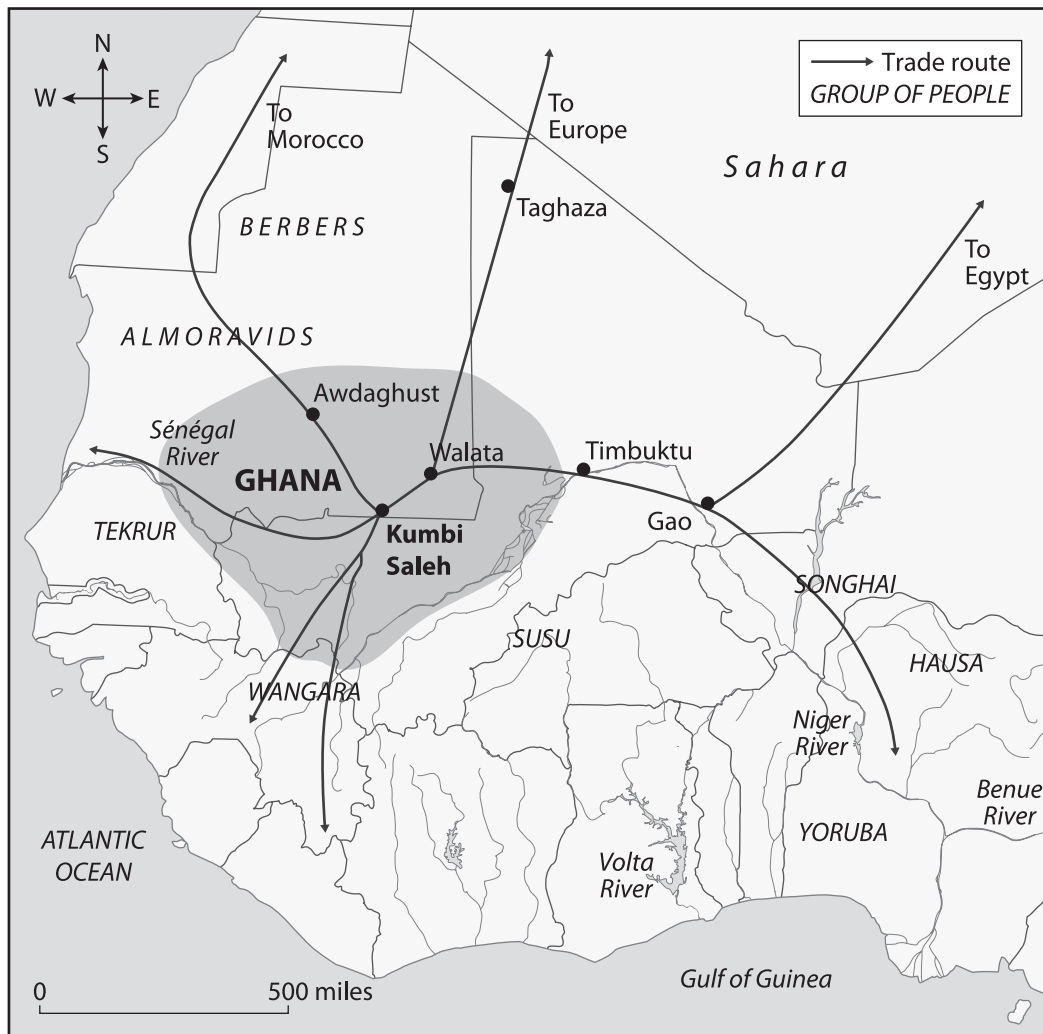 N
W E
S
Trade route
GROUP OF PEOPLE
To
Morocco
To
Europe
Sahara
Taghaza
BERBERS
To
Egypt
ALMORAVIDS
Awdaghust
Sénégal
River
Walata
Timbuktu
GHANA
Gao
TEKRUR
Kumbi
Saleh
SONGHAI
SUSU
HAUSA
WANGARA
Niger
River
Benue
River
ATLANTIC
OCEAN
YORUBA
Volta
River
Gulf of Guinea
0 500 miles